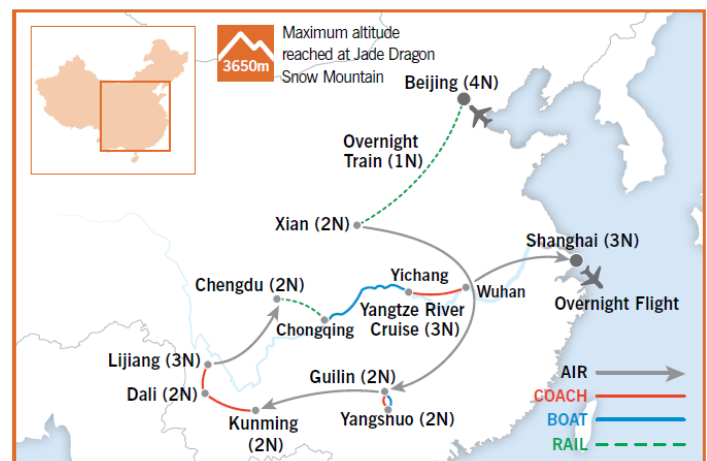 Maximum altitude
reached at Jade Dragon
Snow Mountain
3650m
Beijing (4N)
Overnight
Train (1N)
Xian (2N)
Shanghai (3N)
Chengdu (2N)
Yichang
Wuhan
Overnight Flight
Chongqing
Yangtze River
Cruise (3N)
Lijiang (3N)
Guilin (2N)
Dali (2N)
Kunming
(2N)
Yangshuo (2N)
AIR
COACH
BOAT
RAIL